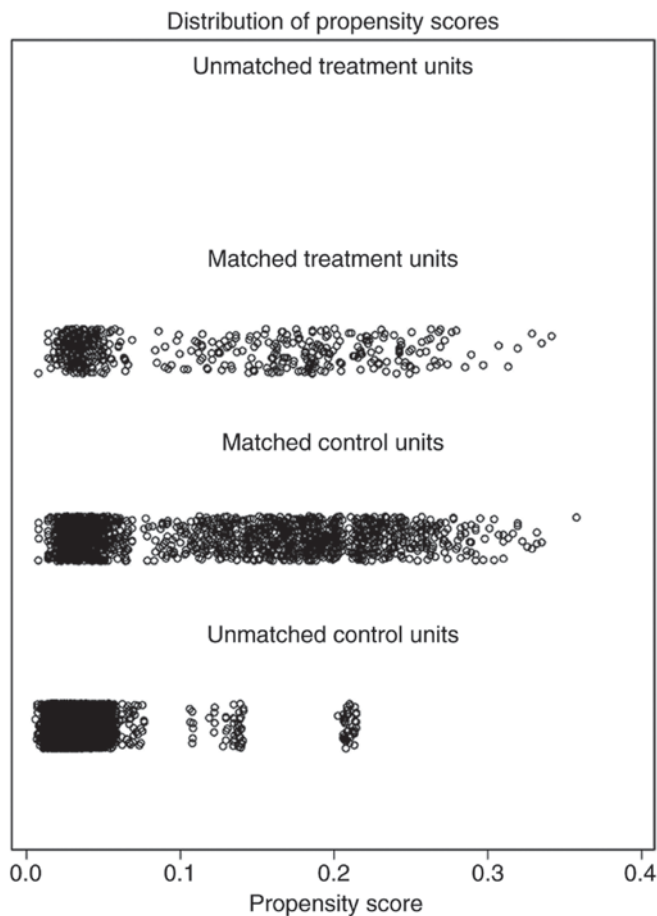 Distribution of propensity scores
Unmatched treatment units
Matched treatment units
Matched control units
Unmatched control units
0.0 0.1 0.2 0.3 0.4
Propensity score